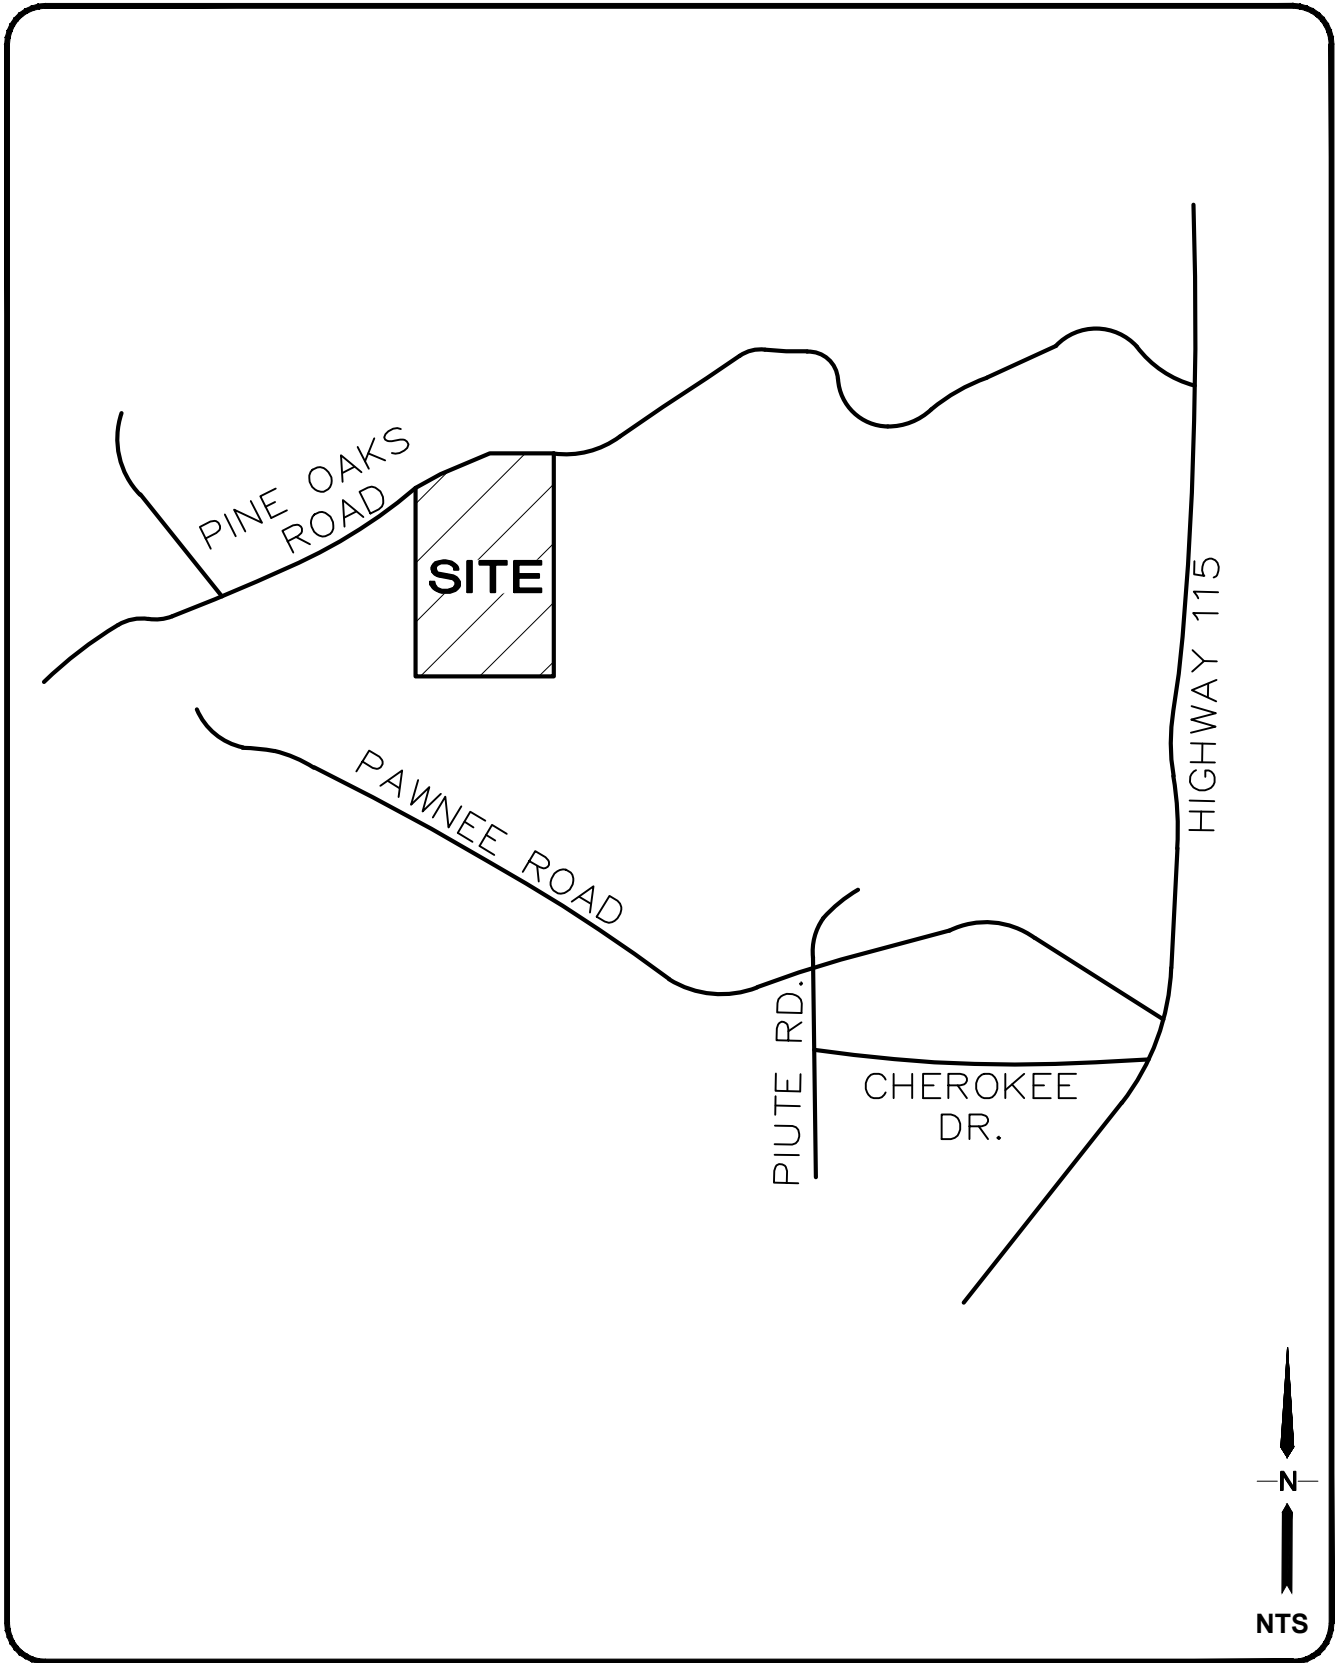 PINE OAKS
ROAD
SITE
HIGHWAY 115
PAWNEE ROAD
PIUTE RD.
CHEROKEE
DR.
N
NTS